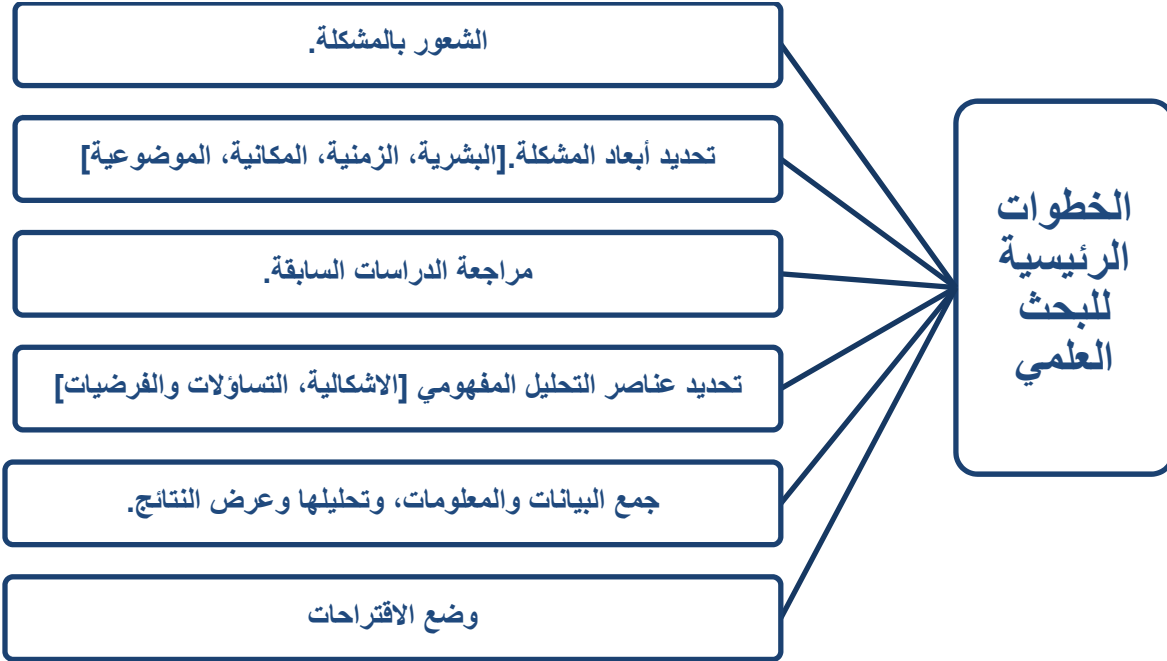 الخطوات
الرئيسية
للبحث
العلمي
الشعور بالمشكلة.
تحديد أبعاد المشكلة.[البشرية، الزمنية، المكانية، الموضوعية]
مراجعة الدراسات السابقة.
تحديد عناصر التحليل المفهومي [الاشكالية، التساؤلات والفرضيات]
جمع البيانات والمعلومات، وتحليلها وعرض النتائج.
وضع الاقتراحات